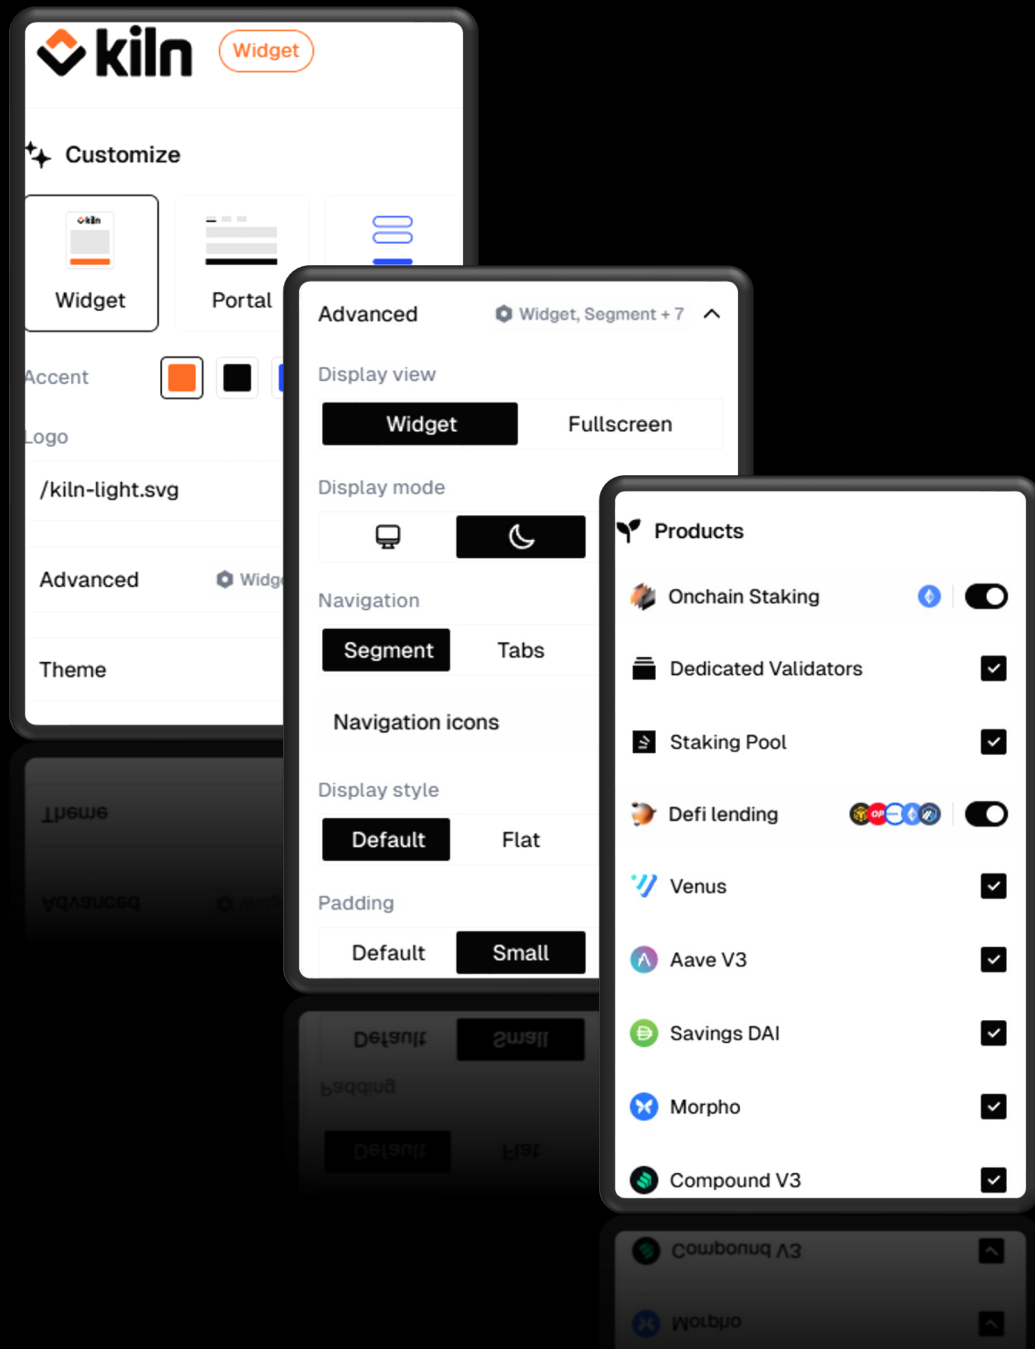 kiln Widget
Customize
kiln
Widget
Portal
Accent
Logo
/kiln-light.svg
Advanced
Theme
Advanced Widget, Segment + 7
Display view
Widget Fullscreen
Display mode
Navigation
Segment Tabs
Navigation icons
Display style
Default Flat
Padding
Default Small
Products
Onchain Staking
Dedicated Validators
Staking Pool
Defi lending OP
Venus
Aave V3
Savings DAI
Morpho
Compound V3